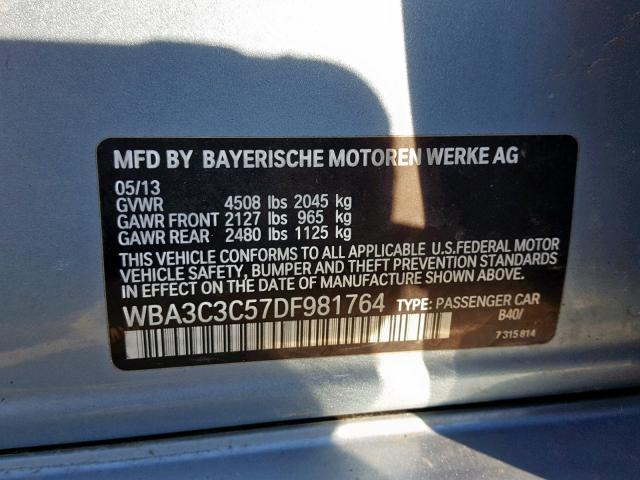 MFD BY BAYERISCHE MOTOREN WERKE AG
05/13
GVWR 4508 lbs 2045 kg
GAWR FRONT 2127 lbs 965 kg
GAWR REAR 2480 lbs 1125 kg
THIS VEHICLE CONFORMS TO ALL APPLICABLE U.S.FEDERAL MOTOR
VEHICLE SAFETY, BUMPER AND THEFT PREVENTION STANDARDS
IN EFFECT ON THE DATE OF MANUFACTURE SHOWN ABOVE.
WBA3C3C57DF981764 TYPE: PASSENGER CAR
B40/
7 315 814